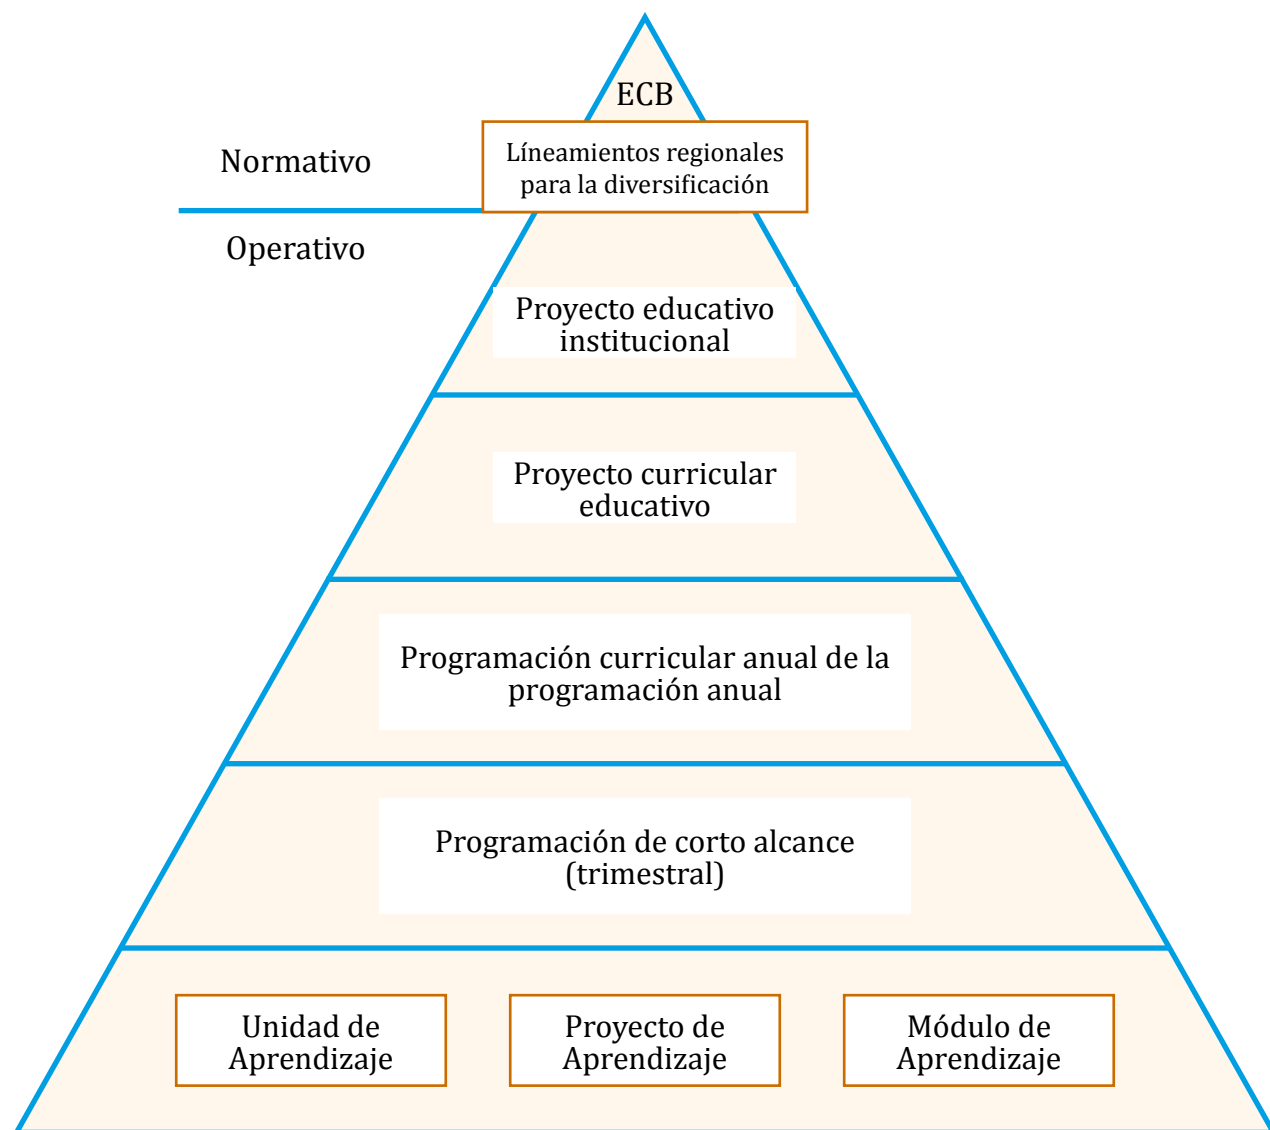 ECB
Normativo
Líneamientos regionales
para la diversificación
Operativo
Proyecto educativo
institucional
Proyecto curricular
educativo
Programación curricular anual de la
programación anual
Programación de corto alcance
(trimestral)
Unidad de
Aprendizaje
Proyecto de
Aprendizaje
Módulo de
Aprendizaje